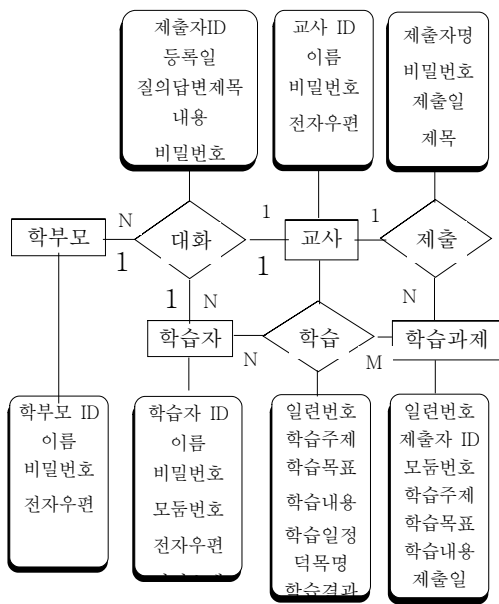 제출자ID
등록일
질의답변제목
내용
비밀번호
교사 ID
이름
비밀번호
전자우편
제출자명
비밀번호
제출일
제목
학부모
N
1
대화
1
1
교사
1
제출
1
N
N
학습자
N
학습
M
학습과제
학부모 ID
이름
비밀번호
전자우편
학습자 ID
이름
비밀번호
모둠번호
전자우편
일련번호
학습주제
학습목표
학습내용
학습일정
덕목명
학습결과
일련번호
제출자 ID
모둠번호
학습주제
학습목표
학습내용
제출일